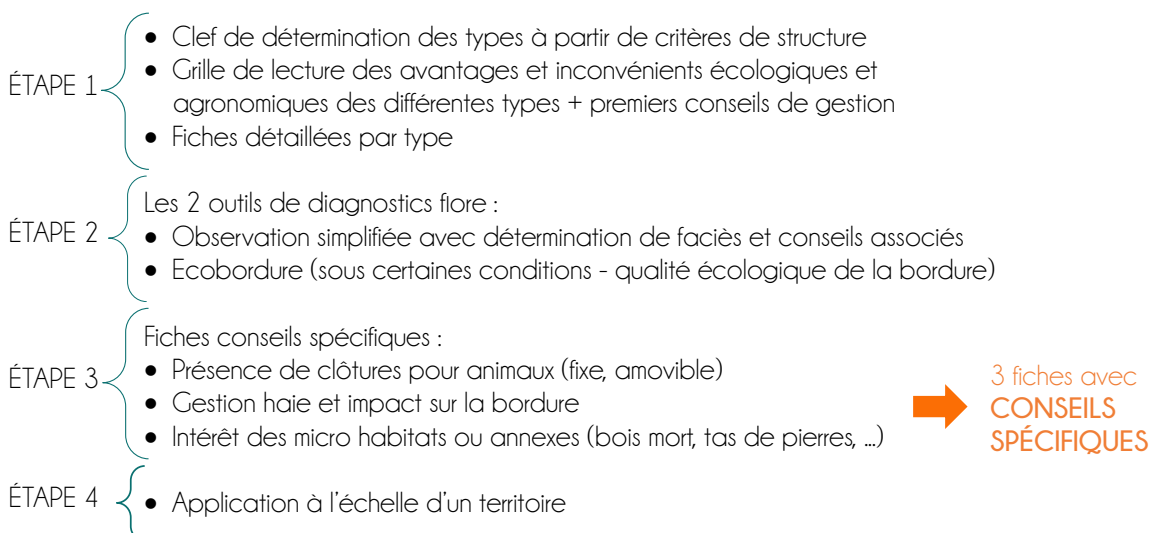 ÉTAPE 1
● Clef de détermination des types à partir de critères de structure
● Grille de lecture des avantages et inconvénients écologiques et
agronomiques des différentes types + premiers conseils de gestion
● Fiches détaillées par type
ÉTAPE 2
Les 2 outils de diagnostics flore :
● Observation simplifiée avec détermination de faciès et conseils associés
● Ecobordure (sous certaines conditions - qualité écologique de la bordure)
ÉTAPE 3
Fiches conseils spécifiques :
● Présence de clôtures pour animaux (fixe, amovible)
● Gestion haie et impact sur la bordure
● Intérêt des micro habitats ou annexes (bois mort, tas de pierres, ...)
3 fiches avec
CONSEILS
SPÉCIFIQUES
ÉTAPE 4
● Application à l'échelle d'un territoire